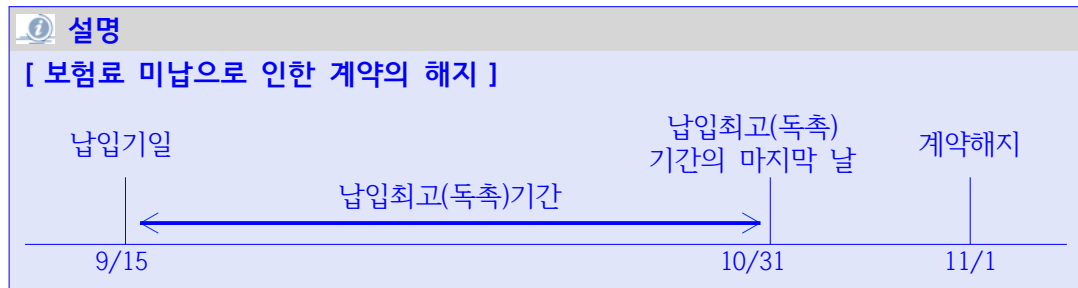 설명
[ 보험료 미납으로 인한 계약의 해지 ]
납입기일
납입최고(독촉)
기간의 마지막 날
계약해지
납입최고(독촉)기간
9/15
10/31
11/1